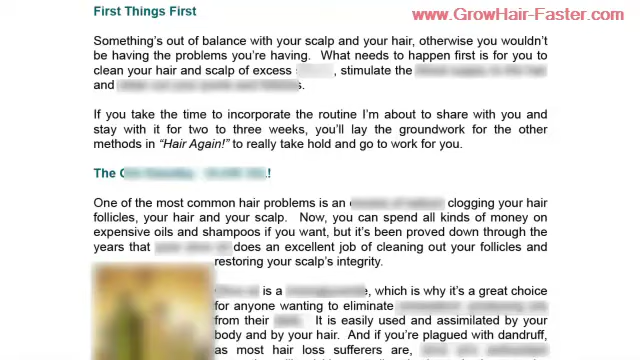 www.GrowHair-Faster.com
First Things First
Something's out of balance with your scalp and your hair, otherwise you wouldn't
be having the problems you're having. What needs to happen first is for you to
clean your hair and scalp of excess , stimulate the
and
If you take the time to incorporate the routine I'm about to share with you and
stay with it for two to three weeks, you'll lay the groundwork for the other
methods in "Hair Again!" to really take hold and go to work for you.
The !
One of the most common hair problems is an clogging your hair
follicles, your hair and your scalp. Now, you can spend all kinds of money on
expensive oils and shampoos if you want, but it's been proved down through the
years that does an excellent job of cleaning out your follicles and
restoring your scalp's integrity.
is a , which is why it's a great choice
for anyone wanting to eliminate
from their . It is easily used and assimilated by your
body and by your hair. And if you're plagued with dandruff,
as most hair loss sufferers are,